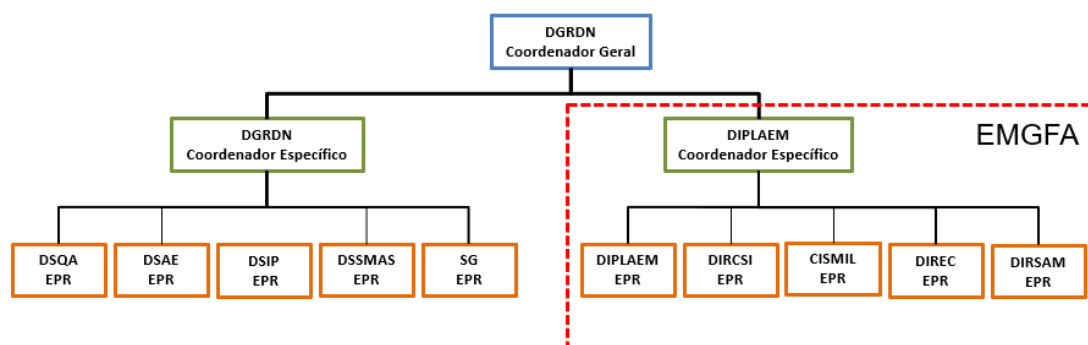 DGRDN
Coordenador Geral
DGRDN
Coordenador Específico
DIPLAEM
Coordenador Específico
EMGFA
DSQA
EPR
DSAE
EPR
DSIP
EPR
DSSMAS
EPR
SG
EPR
DIPLAEM
EPR
DIRCSI
EPR
CISMIL
EPR
DIREC
EPR
DIRSAM
EPR